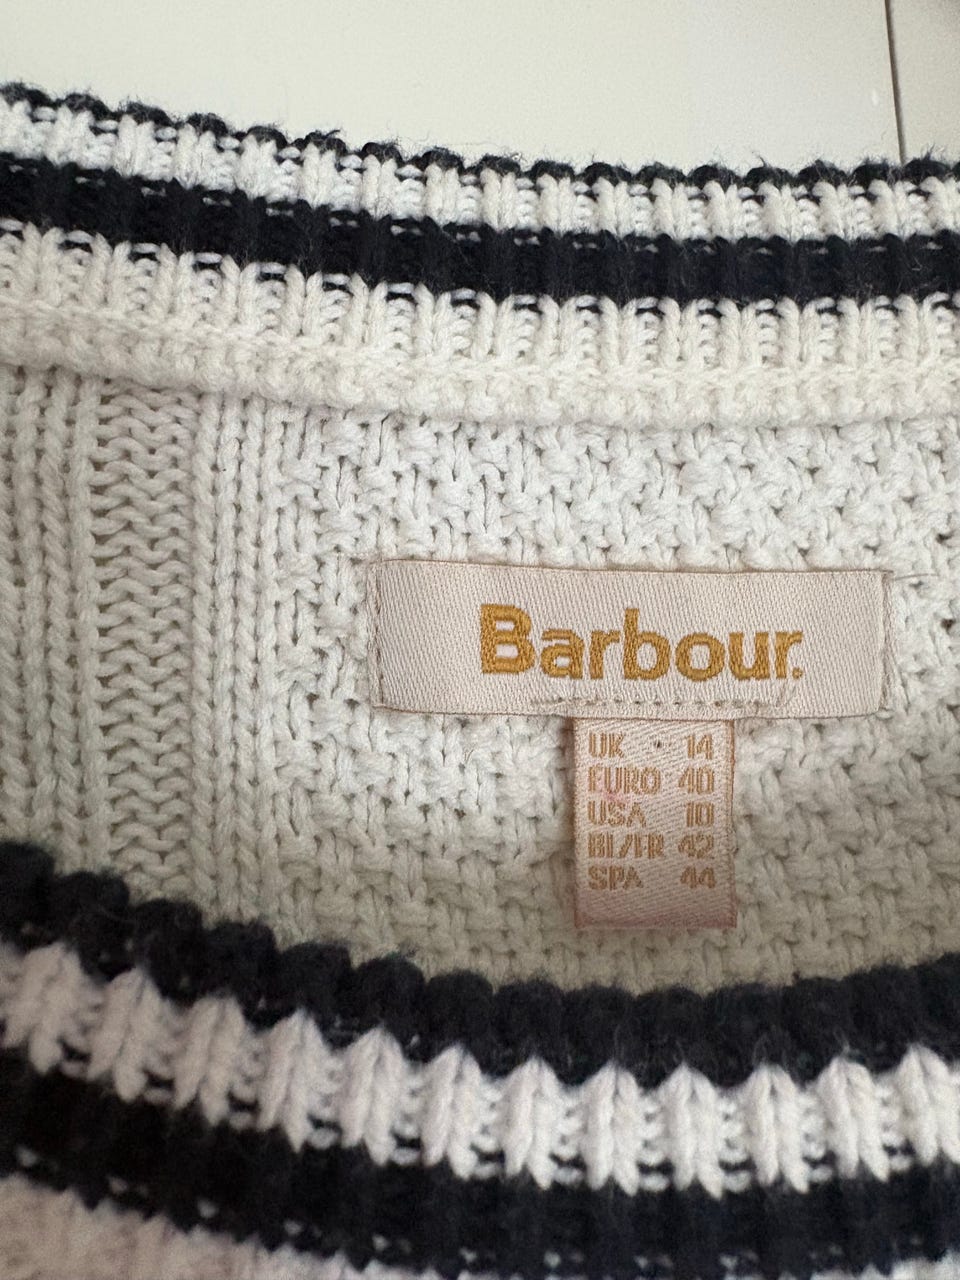 Barbour.
UK 14
EURO 40
USA 10
BI/FR 42
SPA 44